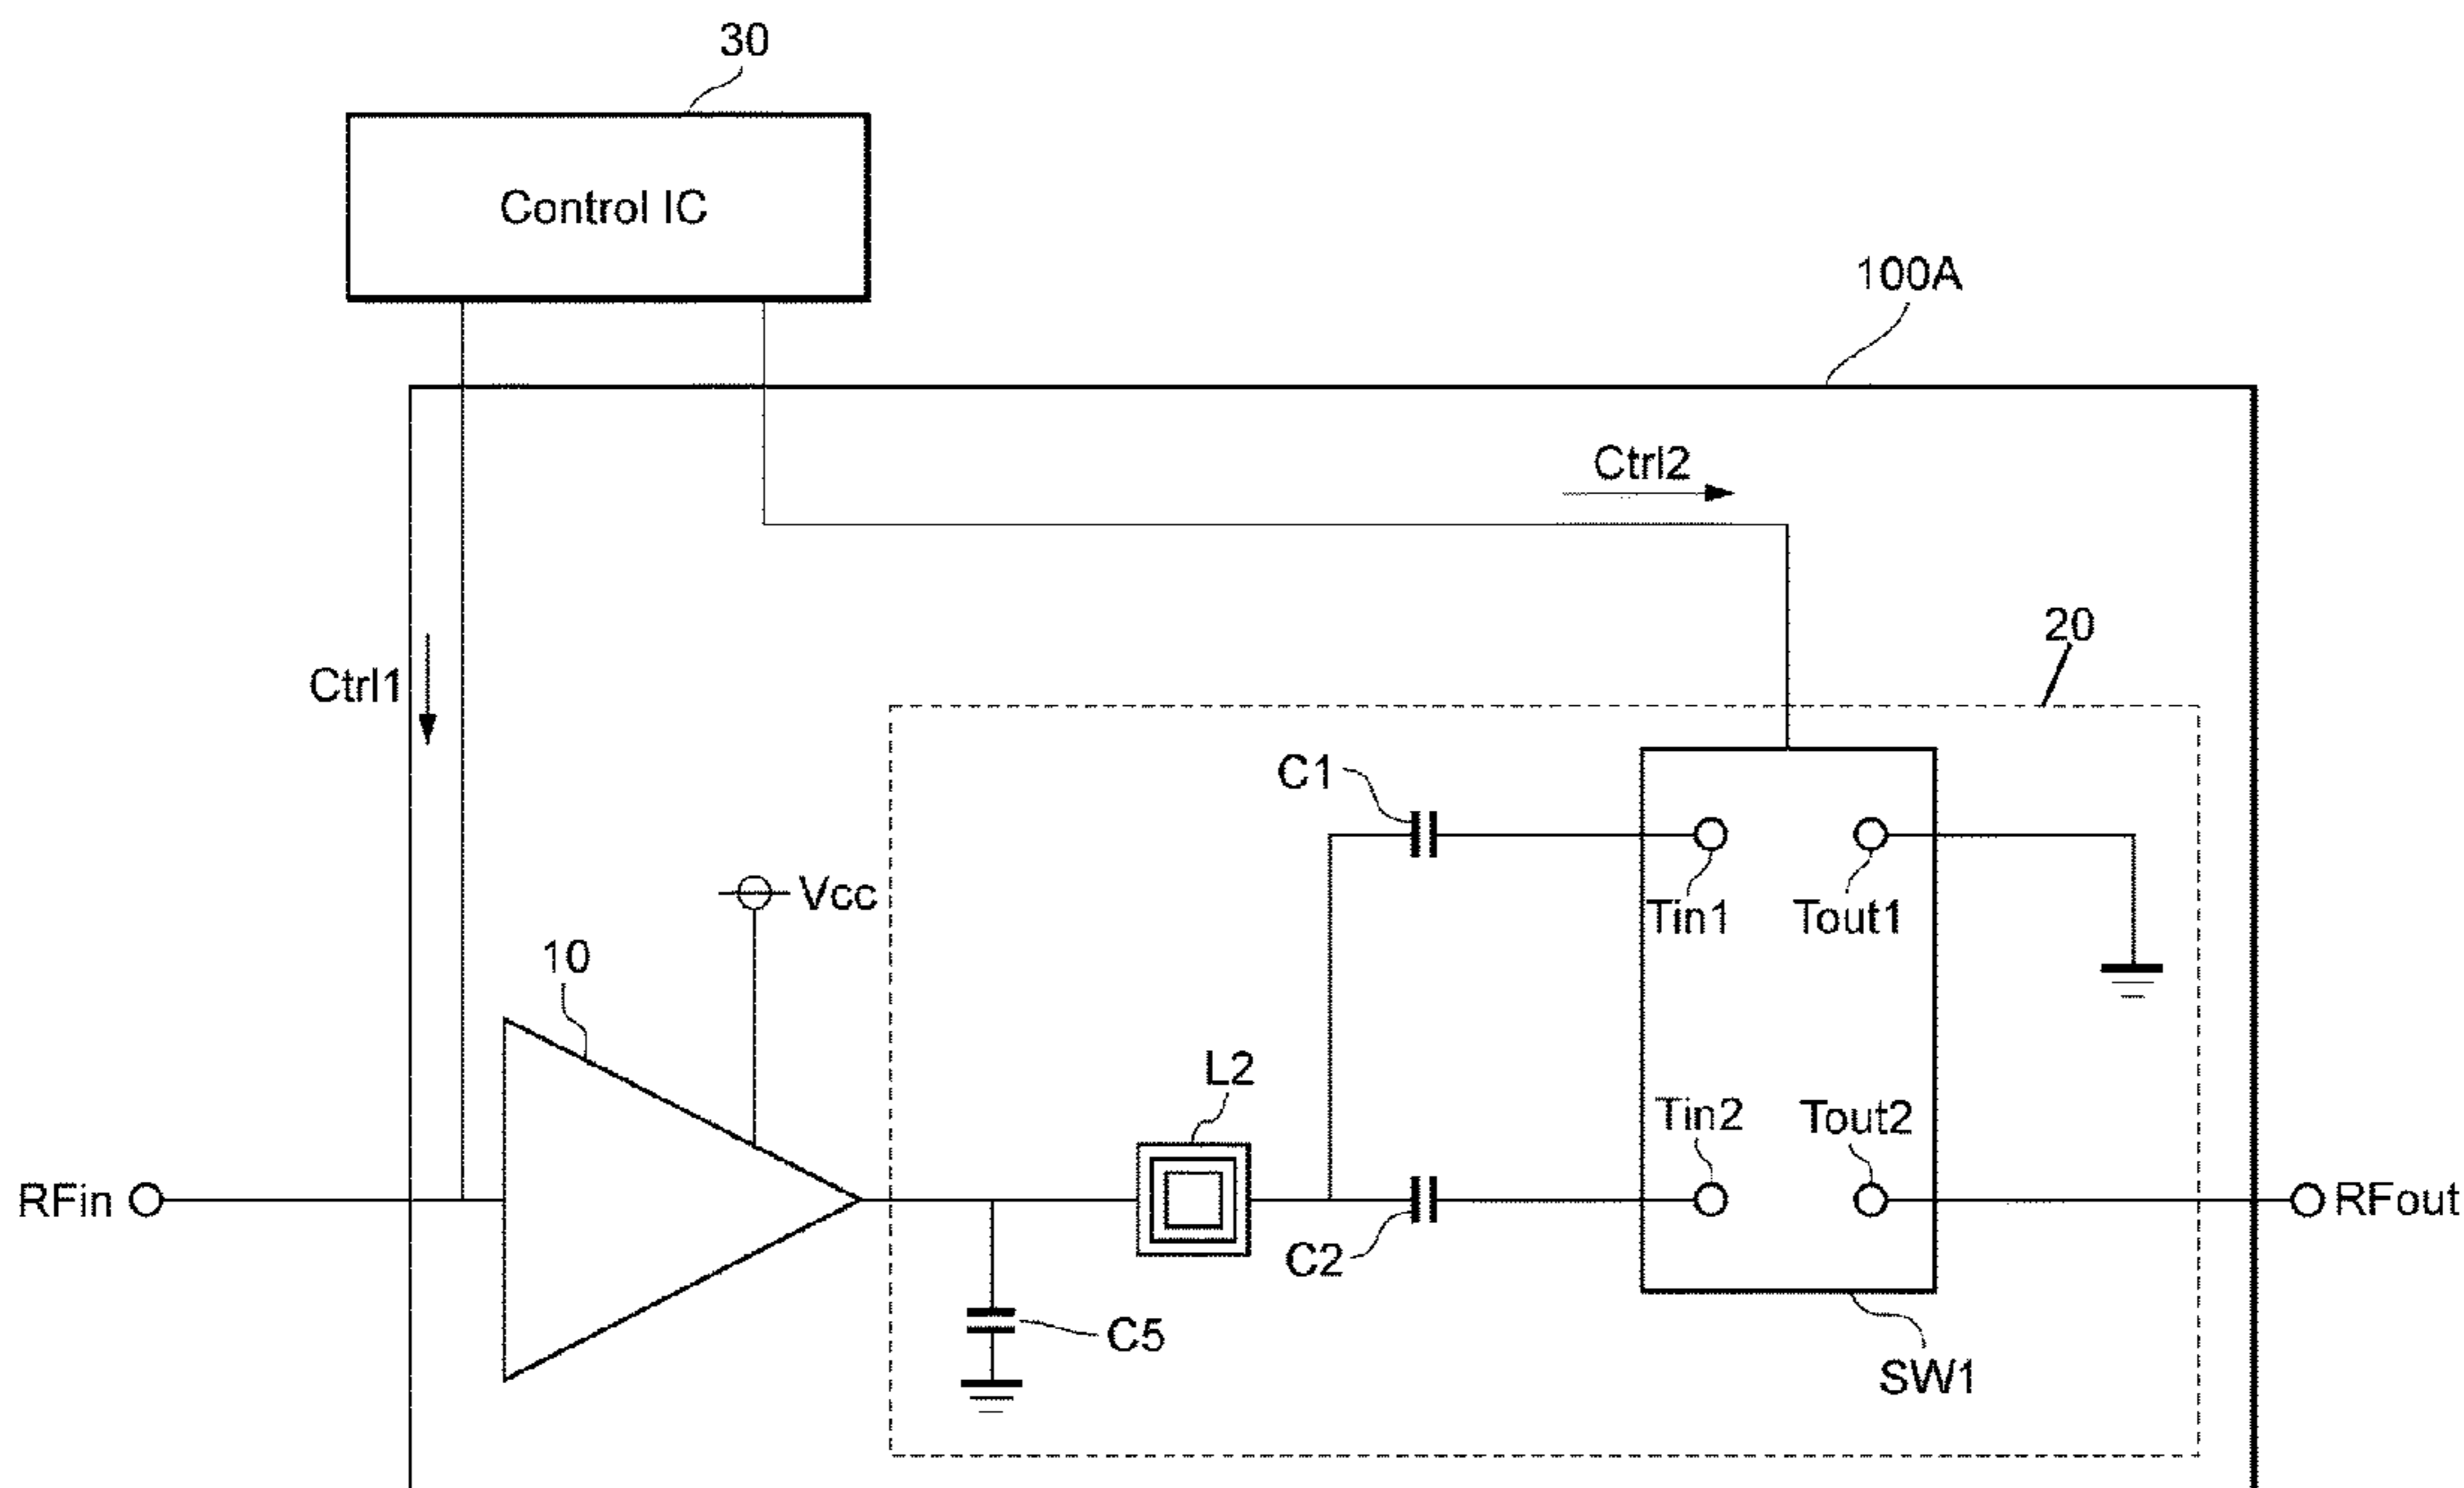 30
Control IC
100A
Ctrl2
20
Ctrl1
C1
Vcc
Tin1
Tout1
10
L2
Tin2
Tout2
RFin
RFout
C2
C5
SW1